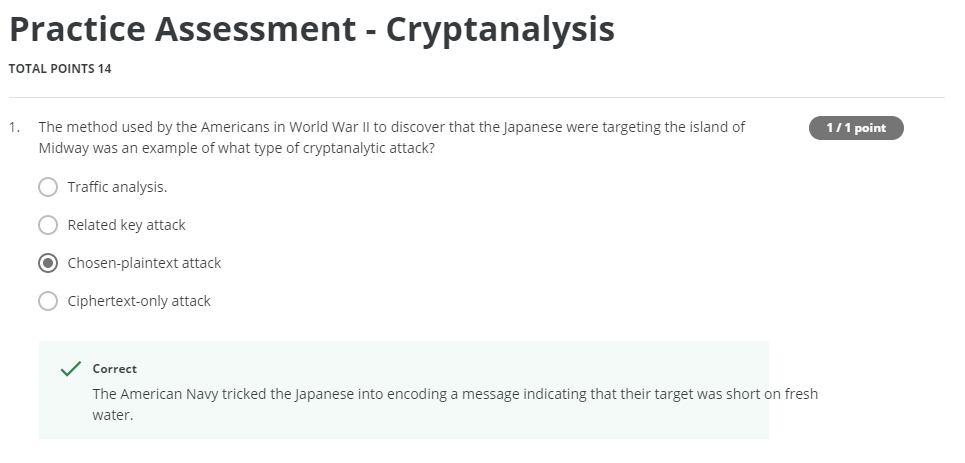 Practice Assessment - Cryptanalysis
TOTAL POINTS 14
1. The method used by the Americans in World War II to discover that the Japanese were targeting the island of
1 / 1 point
Midway was an example of what type of cryptanalytic attack?
Traffic analysis.
Related key attack
Chosen-plaintext attack
Ciphertext-only attack
Correct
The American Navy tricked the Japanese into encoding a message indicating that their target was short on fresh
water.